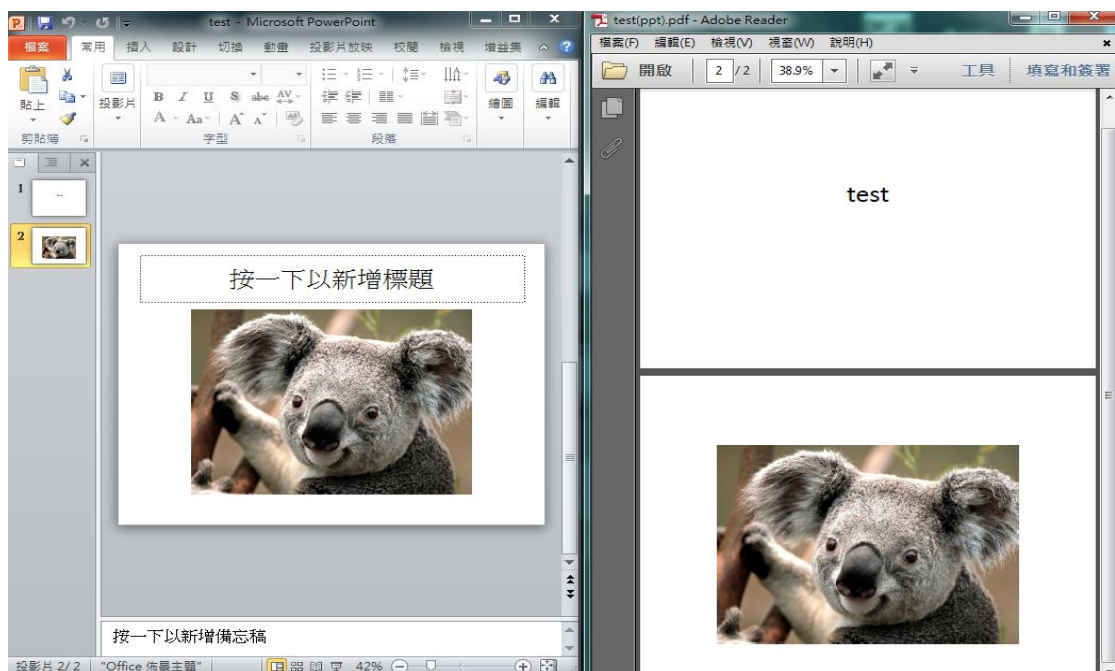 test - Microsoft PowerPoint
檔案 常用 插入 設計 切換 動畫 投影片放映 校閱 檢視 增益集
貼上 投影片 B I U S abc AV 繪圖 編輯
A Aa A A
剪貼簿 字型 段落
1
2
按一下以新增標題
按一下以新增備忘稿
投影片 2/2 "Office 佈景主題" 42%
test(ppt).pdf - Adobe Reader
檔案(F) 編輯(E) 檢視(V) 視窗(W) 說明(H)
開啟 2 / 2 38.9% 工具 填寫和簽署
test